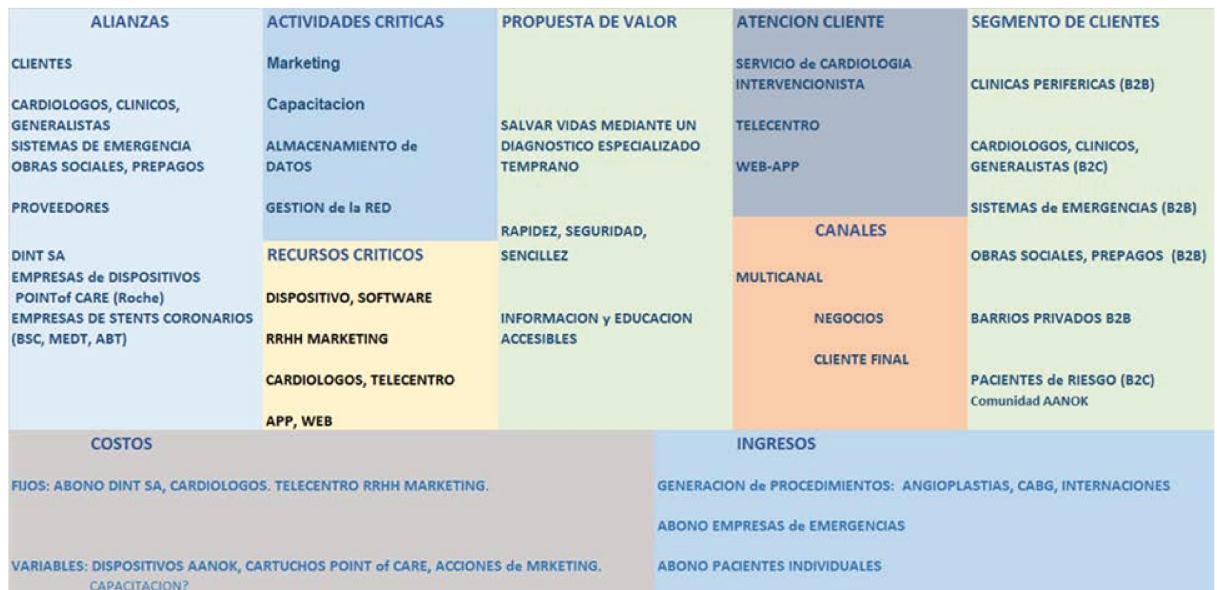 ALIANZAS
CLIENTES
CARDIOLOGOS, CLINICOS,
GENERALISTAS
SISTEMAS DE EMERGENCIA
OBRAS SOCIALES, PREPAGOS
PROVEEDORES
DINT SA
EMPRESAS de DISPOSITIVOS
POINTof CARE (Roche)
EMPRESAS DE STENTS CORONARIOS
(BSC, MEDT, ABT)
ACTIVIDADES CRITICAS
Marketing
Capacitacion
ALMACENAMIENTO de
DATOS
GESTION de la RED
RECURSOS CRITICOS
DISPOSITIVO, SOFTWARE
RRHH MARKETING
CARDIOLOGOS, TELECENTRO
APP, WEB
PROPUESTA DE VALOR
SALVAR VIDAS MEDIANTE UN
DIAGNOSTICO ESPECIALIZADO
TEMPRANO
RAPIDEZ, SEGURIDAD,
SENCILLEZ
INFORMACION y EDUCACION
ACCESIBLES
ATENCION CLIENTE
SERVICIO de CARDIOLOGIA
INTERVENCIONISTA
TELECENTRO
WEB-APP
CANALES
MULTICANAL
NEGOCIOS
CLIENTE FINAL
SEGMENTO DE CLIENTES
CLINICAS PERIFERICAS (B2B)
CARDIOLOGOS, CLINICOS,
GENERALISTAS (B2C)
SISTEMAS de EMERGENCIAS (B2B)
OBRAS SOCIALES, PREPAGOS (B2B)
BARRIOS PRIVADOS B2B
PACIENTES de RIESGO (B2C)
Comunidad AANOK
COSTOS
FIJOS: ABONO DINT SA, CARDIOLOGOS. TELECENTRO RRHH MARKETING.
VARIABLES: DISPOSITIVOS AANOK, CARTUCHOS POINT of CARE, ACCIONES de MRKETING.
CAPACITACION?
INGRESOS
GENERACION de PROCEDIMIENTOS: ANGIOPLASTIAS, CABG, INTERNACIONES
ABONO EMPRESAS de EMERGENCIAS
ABONO PACIENTES INDIVIDUALES